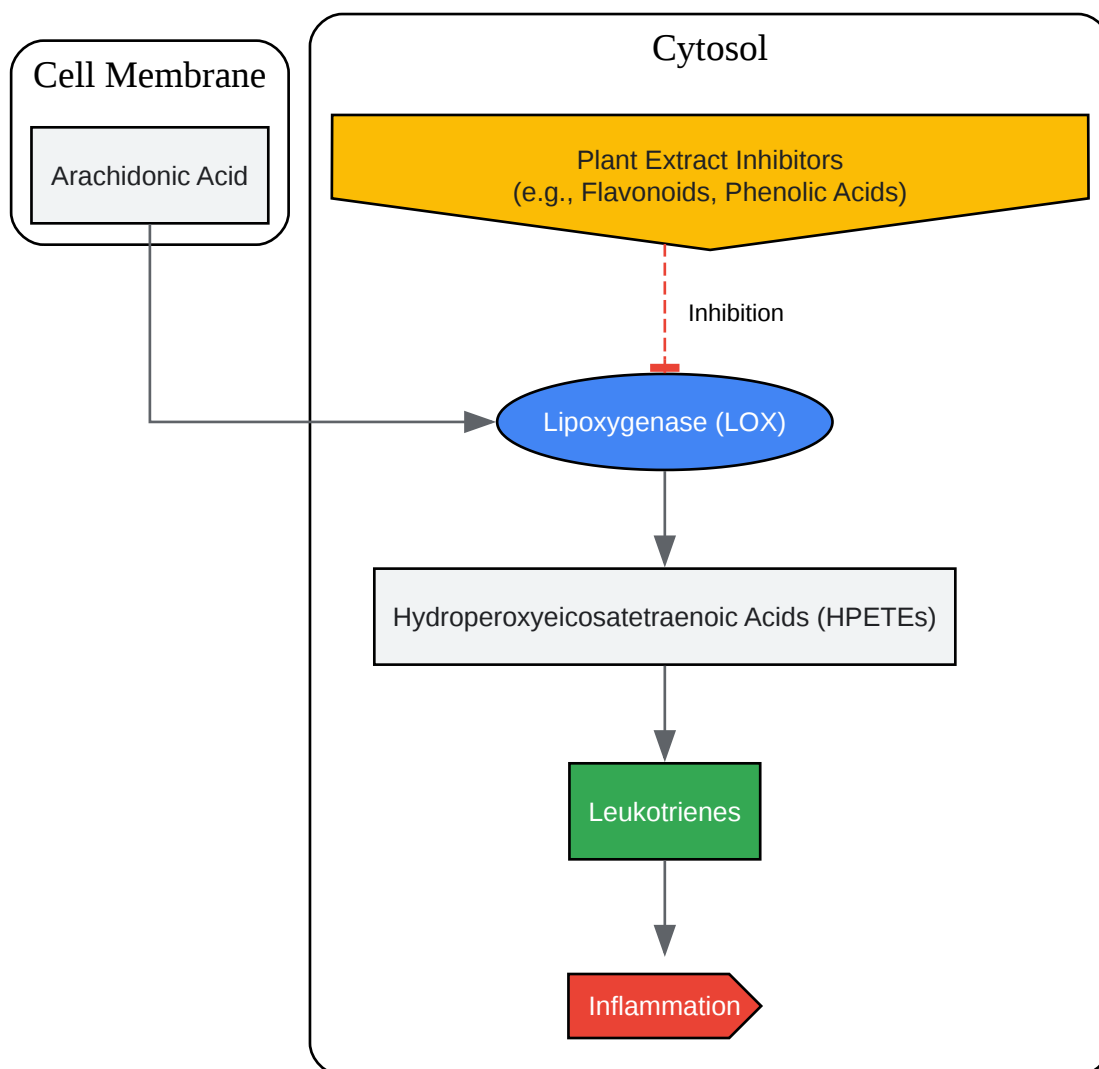 Cell Membrane
Arachidonic Acid
Cytosol
Plant Extract Inhibitors
(e.g., Flavonoids, Phenolic Acids)
Inhibition
Lipoxygenase (LOX)
Hydroperoxyeicosatetraenoic Acids (HPETEs)
Leukotrienes
Inflammation